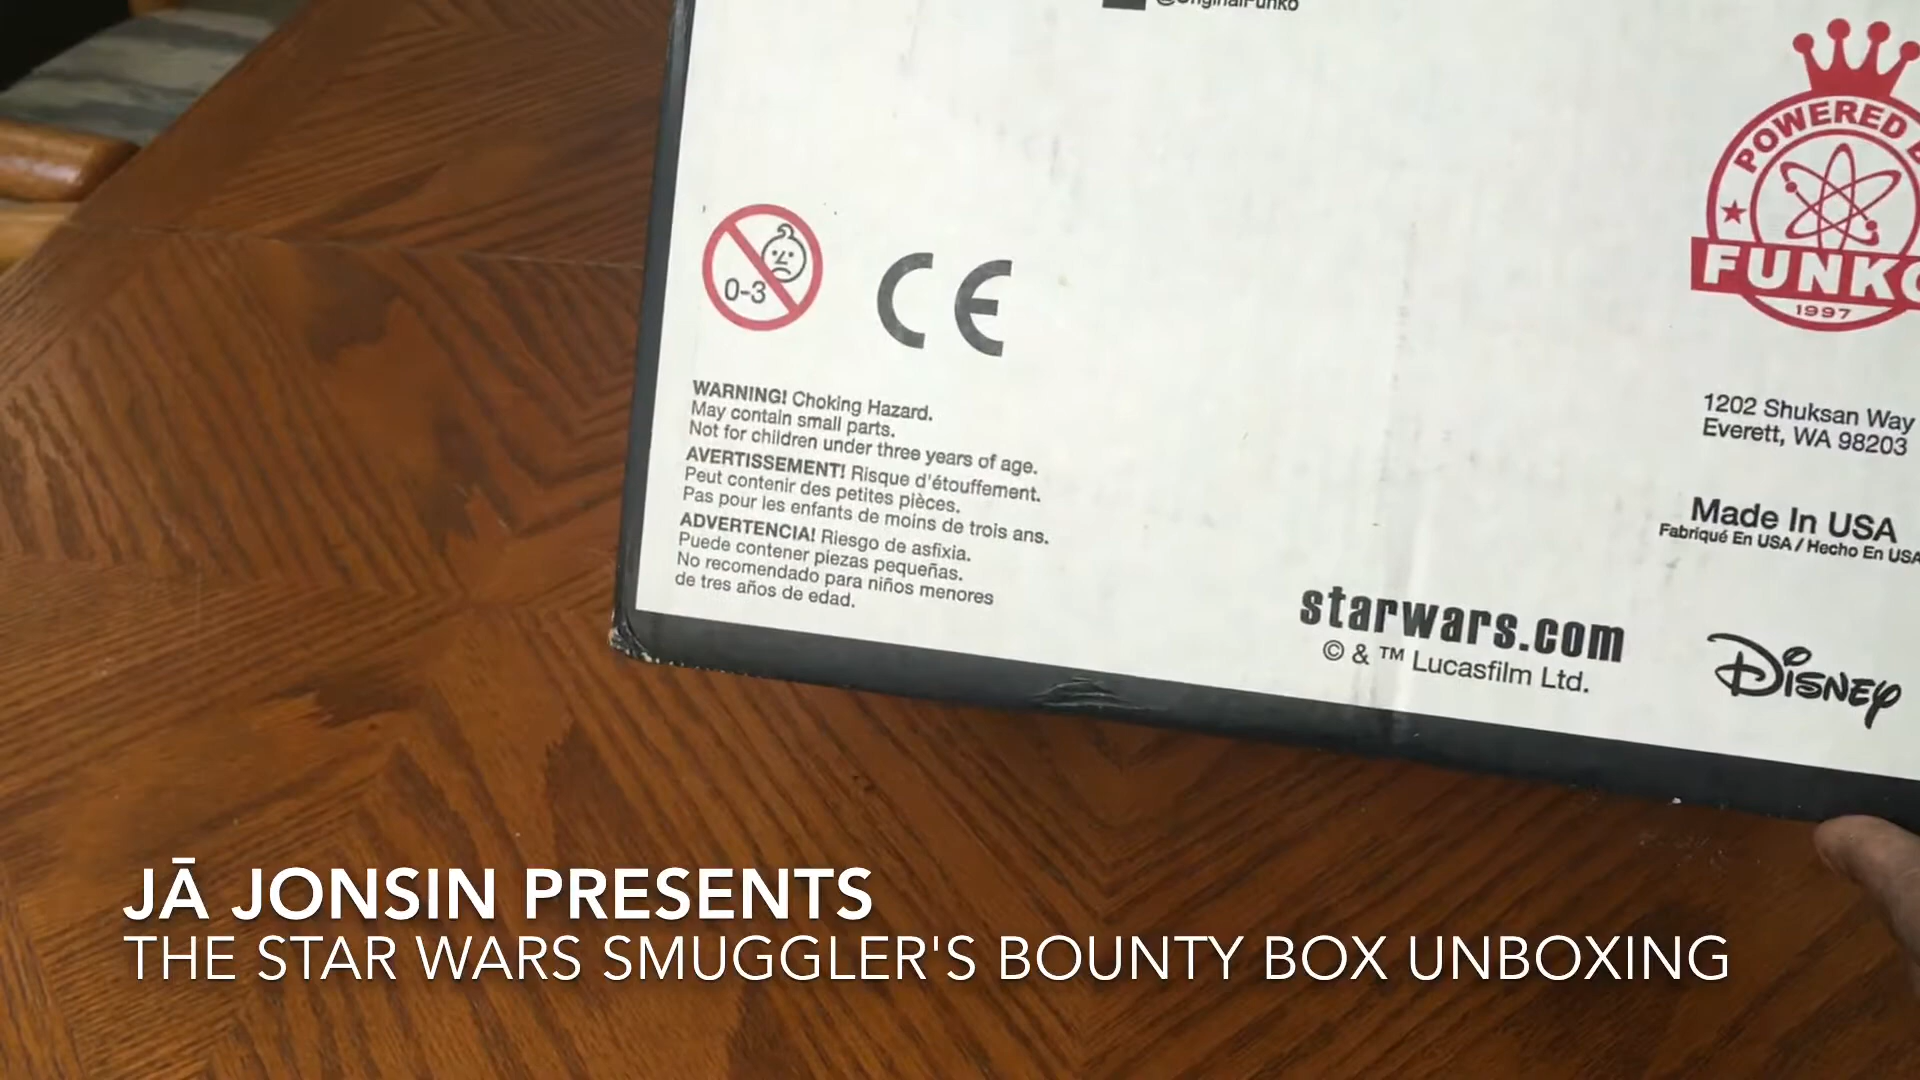 @OriginalFunko
POWERED
FUNKO
1997
0-3
CE
WARNING! Choking Hazard.
May contain small parts.
Not for children under three years of age.
AVERTISSEMENT! Risque d'étouffement.
Peut contenir des petites pièces.
Pas pour les enfants de moins de trois ans.
ADVERTENCIA! Riesgo de asfixia.
Puede contener piezas pequeñas.
No recomendado para niños menores
de tres años de edad.
1202 Shuksan Way
Everett, WA 98203
Made In USA
Fabriqué En USA / Hecho En USA
starwars.com
© & ™ Lucasfilm Ltd.
Disney
JĀ JONSIN PRESENTS
THE STAR WARS SMUGGLER'S BOUNTY BOX UNBOXING